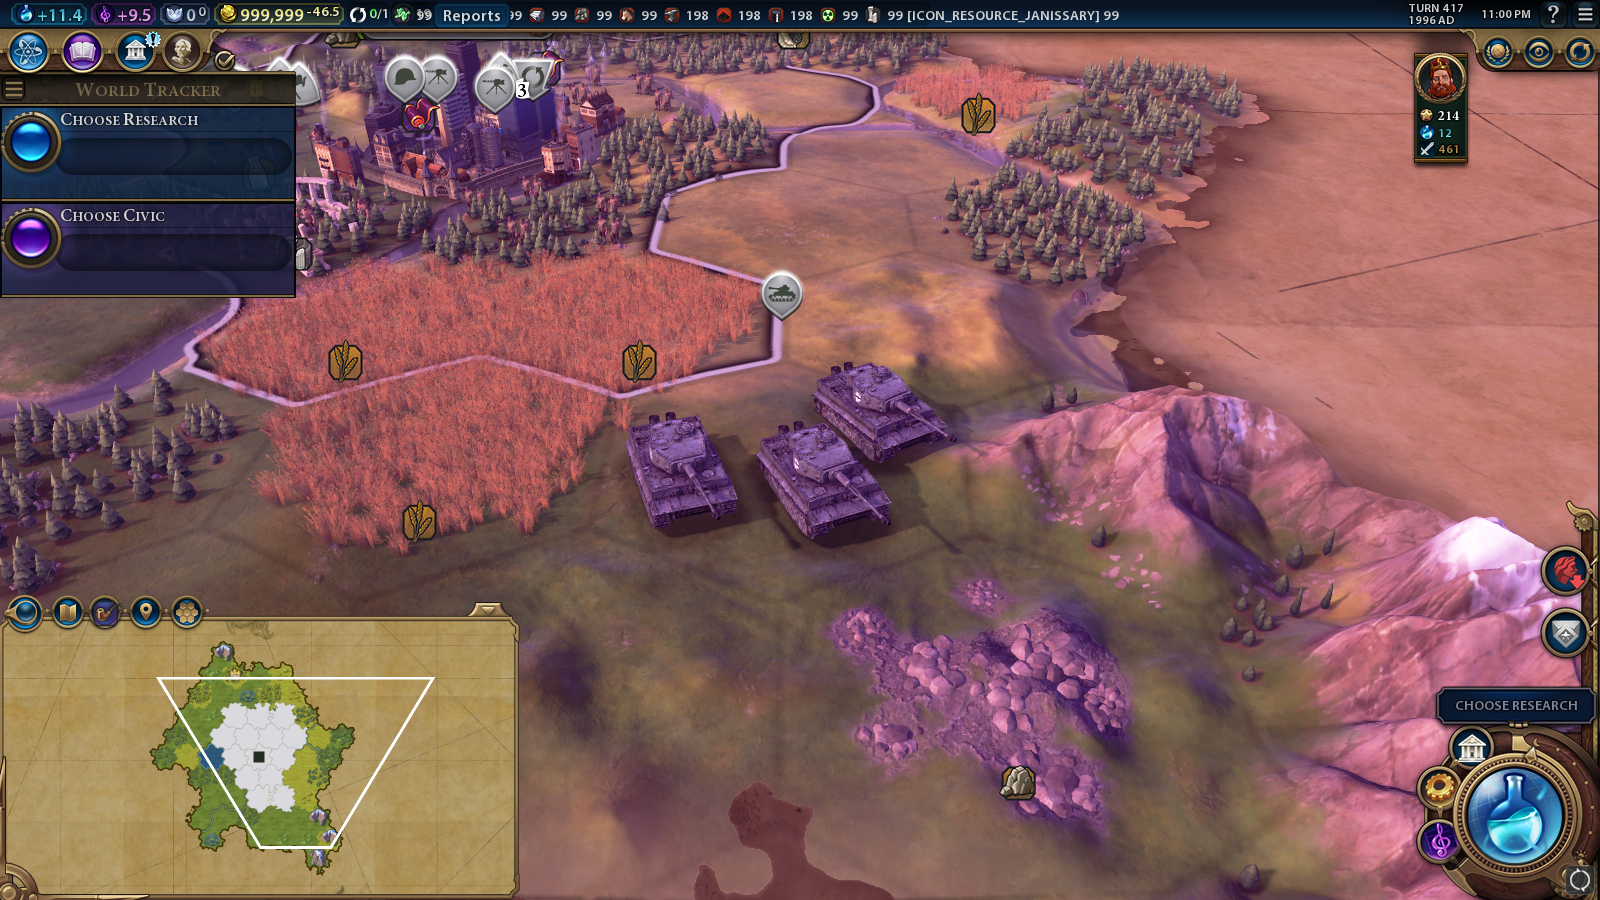 +11.4 +9.5 0 0 999,999 -46.5 0/1 99 Reports 99 99 99 99 198 198 198 99 99 [ICON_RESOURCE_JANISSARY] 99
TURN 417
1996 AD
11:00 PM
?
WORLD TRACKER
CHOOSE RESEARCH
CHOOSE CIVIC
3
214
12
461
CHOOSE RESEARCH